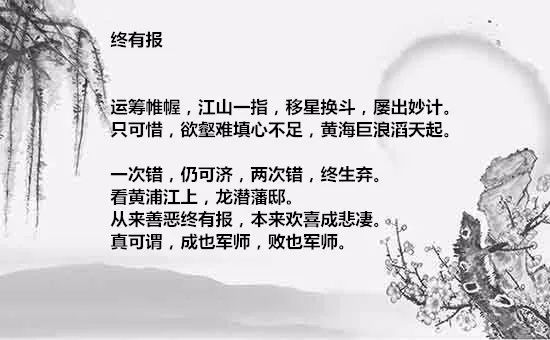 终有报
运筹帷幄，江山一指，移星换斗，屡出妙计。
只可惜，欲壑难填心不足，黄海巨浪滔天起。
一次错，仍可济，两次错，终生弃。
看黄浦江上，龙潜藩邸。
从来善恶终有报，本来欢喜成悲凄。
真可谓，成也军师，败也军师。